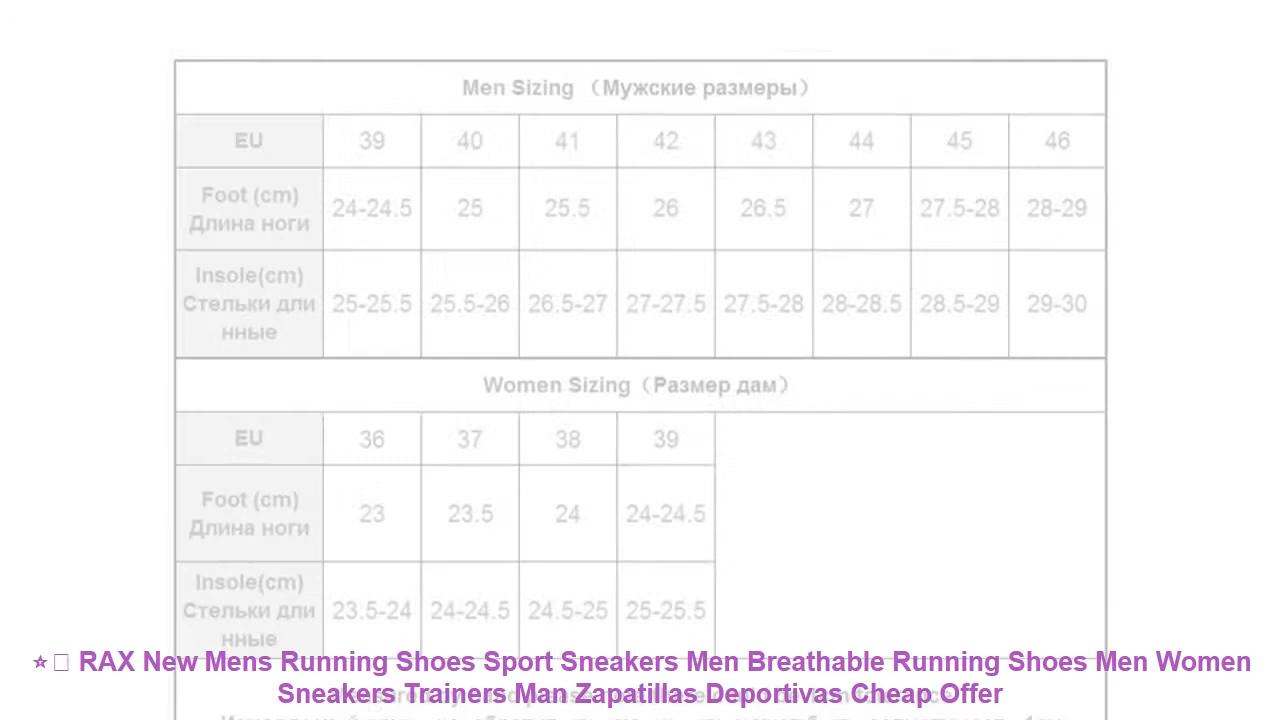 Men Sizing （Мужские размеры）
EU 39 40 41 42 43 44 45 46
Foot (cm)
Длина ноги
24-24.5 25 25.5 26 26.5 27 27.5-28 28-29
Insole(cm)
Стельки дли
нные
25-25.5 25.5-26 26.5-27 27-27.5 27.5-28 28-28.5 28.5-29 29-30
Women Sizing（Размер дам）
EU 36 37 38 39
Foot (cm)
Длина ноги
23 23.5 24 24-24.5
Insole(cm)
Стельки дли
нные
23.5-24 24-24.5 24.5-25 25-25.5
⭐ RAX New Mens Running Shoes Sport Sneakers Men Breathable Running Shoes Men Women
Sneakers Trainers Man Zapatillas Deportivas Cheap Offer